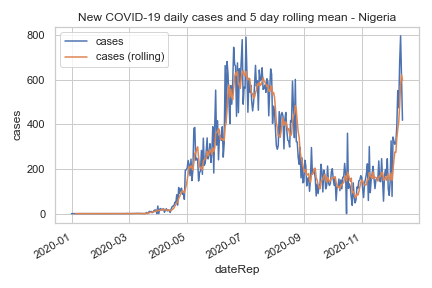 New COVID-19 daily cases and 5 day rolling mean - Nigeria
cases
cases (rolling)
800
600
400
200
0
cases
2020-01
2020-03
2020-05
2020-07
2020-09
2020-11
dateRep